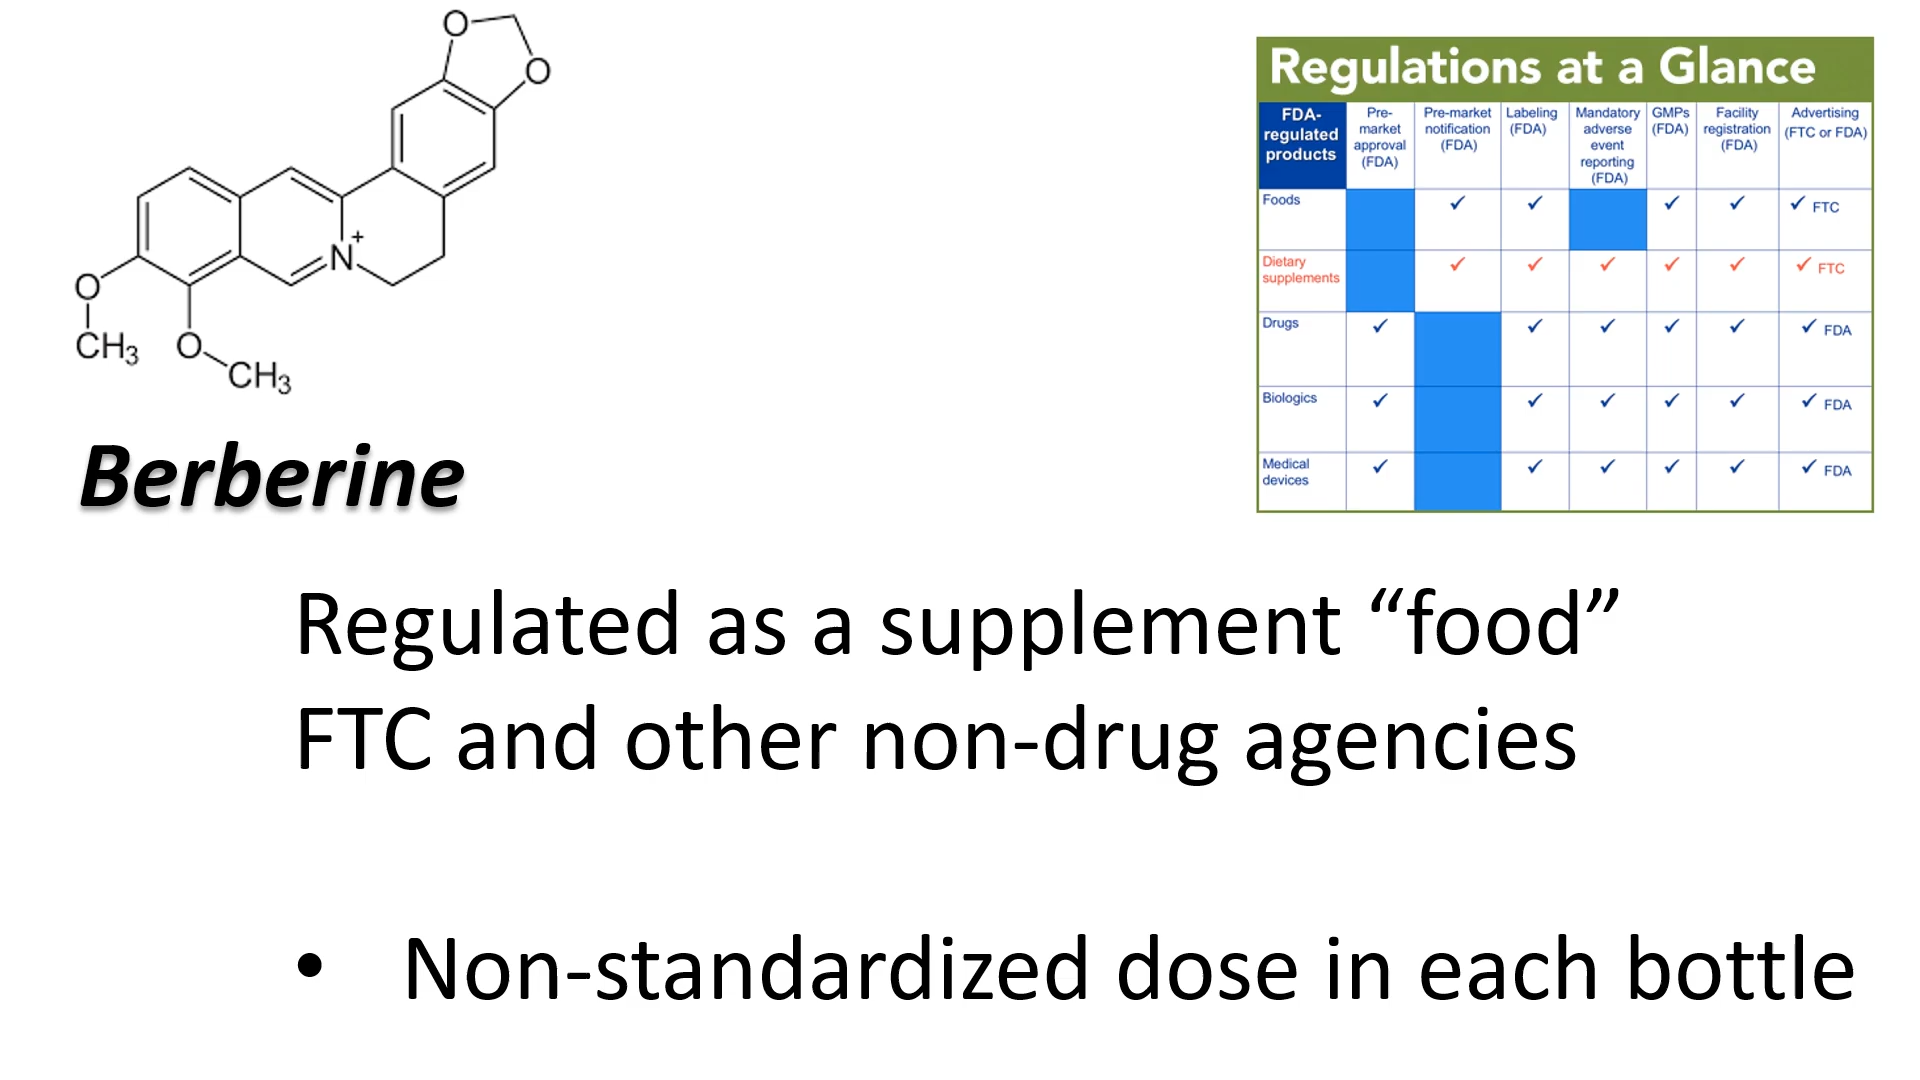 O
O
N+
O
CH3
O
CH3
Berberine
Regulations at a Glance
FDA-regulated products Pre-market approval (FDA) Pre-market notification (FDA) Labeling (FDA) Mandatory adverse event reporting (FDA) GMPs (FDA) Facility registration (FDA) Advertising (FTC or FDA)
Foods ✓ ✓ ✓ ✓ ✓ FTC
Dietary supplements ✓ ✓ ✓ ✓ ✓ ✓ FTC
Drugs ✓ ✓ ✓ ✓ ✓ ✓ FDA
Biologics ✓ ✓ ✓ ✓ ✓ ✓ FDA
Medical devices ✓ ✓ ✓ ✓ ✓ ✓ FDA
Regulated as a supplement “food”
FTC and other non-drug agencies
• Non-standardized dose in each bottle